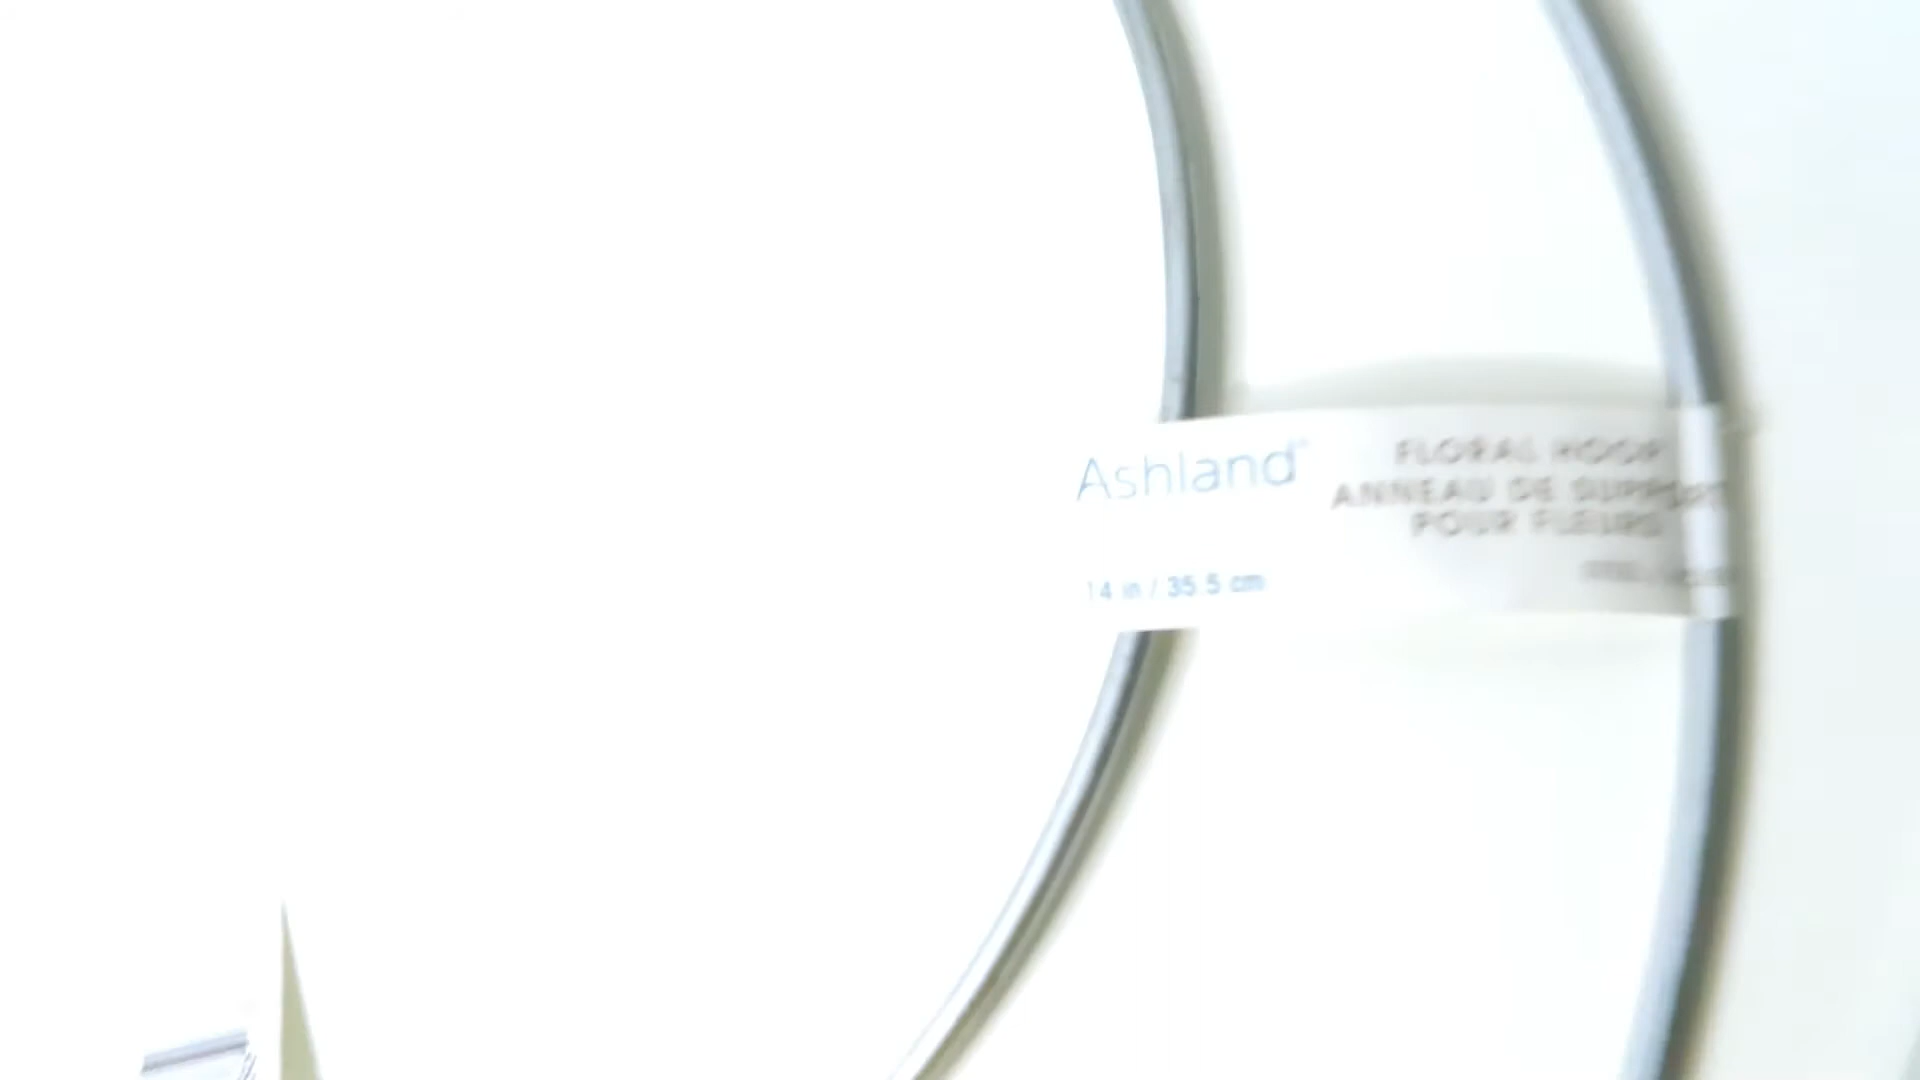 Ashland
FLORAL HOOP
ANNEAU DE SUPPORT
POUR FLEURS
14 in / 35.5 cm